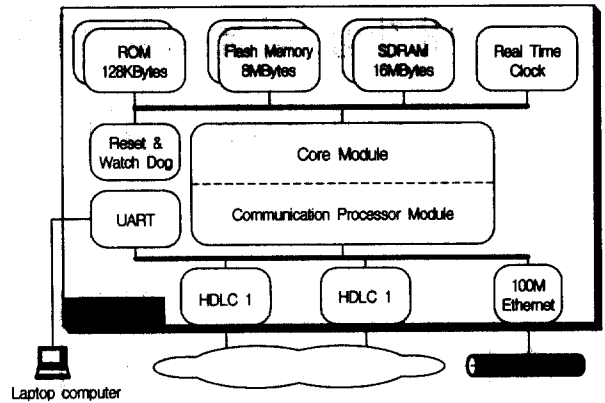 ROM
128KBytes
Flash Memory
8MBytes
SDRAM
16MBytes
Real Time
Clock
Reset &
Watch Dog
Core Module
UART
Communication Processor Module
HDLC 1
HDLC 1
100M
Ethernet
Laptop computer